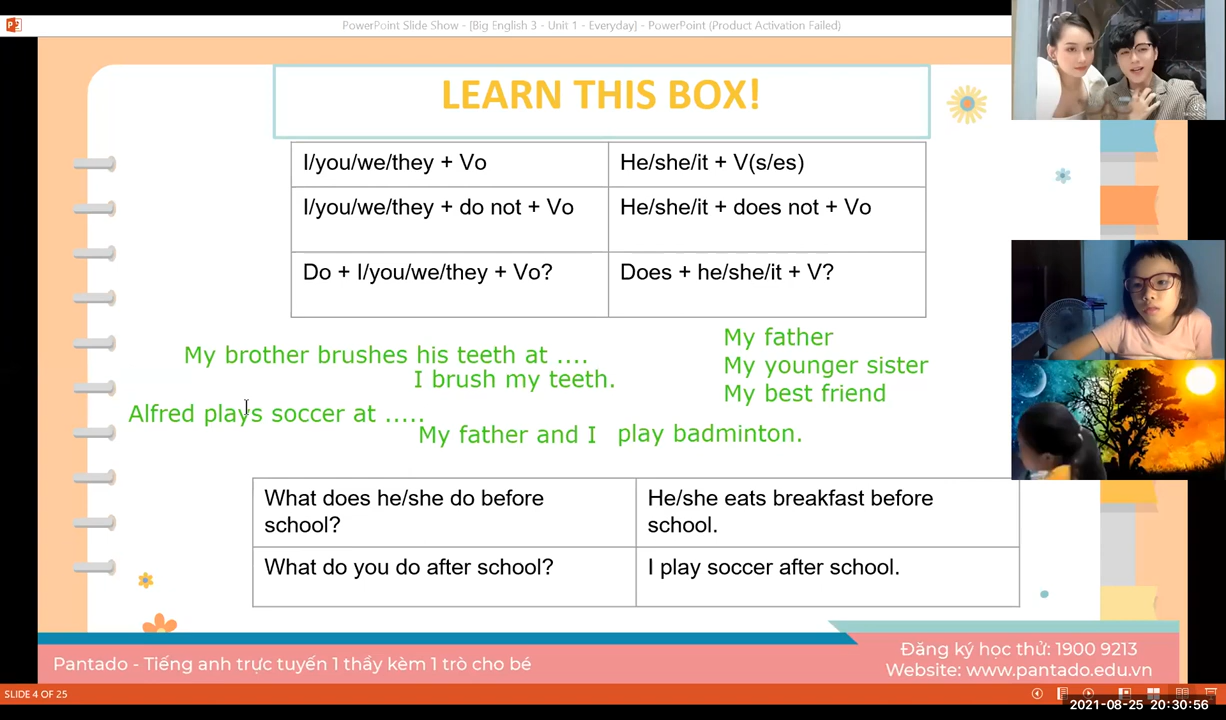 PowerPoint Slide Show - [Big English 3 - Unit 1 - Everyday] - PowerPoint (Product Activation Failed)
LEARN THIS BOX!
I/you/we/they + Vo
He/she/it + V(s/es)
I/you/we/they + do not + Vo
He/she/it + does not + Vo
Do + I/you/we/they + Vo?
Does + he/she/it + V?
My father
My brother brushes his teeth at ....
My younger sister
I brush my teeth.
My best friend
Alfred plays soccer at .....
My father and I play badminton.
What does he/she do before
school?
He/she eats breakfast before
school.
What do you do after school?
I play soccer after school.
Pantado - Tiếng anh trực tuyến 1 thầy kèm 1 trò cho bé
Đăng ký học thử: 1900 9213
Website: www.pantado.edu.vn
SLIDE 4 OF 25
2021-08-25 20:30:56